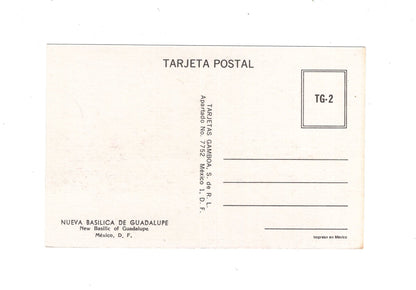 TARJETA POSTAL
TG-2
TARJETAS GAMBOA, S. de R. L.
Apartado No. 7752 México 1, D. F.
NUEVA BASILICA DE GUADALUPE
New Basilic of Guadalupe
México, D. F.
Impreso en México